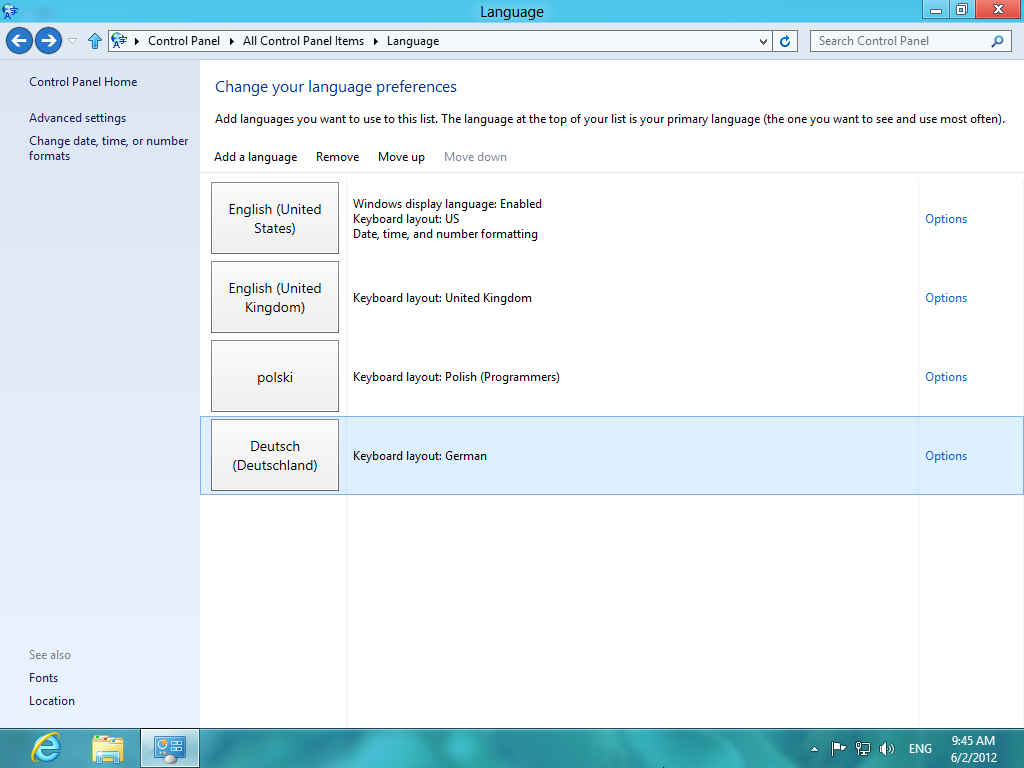 Language
Control Panel
All Control Panel Items
Language
Search Control Panel
Control Panel Home
Advanced settings
Change date, time, or number
formats
See also
Fonts
Location
Change your language preferences
Add languages you want to use to this list. The language at the top of your list is your primary language (the one you want to see and use most often).
Add a language
Remove
Move up
Move down
English (United
States)
Windows display language: Enabled
Keyboard layout: US
Date, time, and number formatting
Options
English (United
Kingdom)
Keyboard layout: United Kingdom
Options
polski
Keyboard layout: Polish (Programmers)
Options
Deutsch
(Deutschland)
Keyboard layout: German
Options
ENG
9:45 AM
6/2/2012